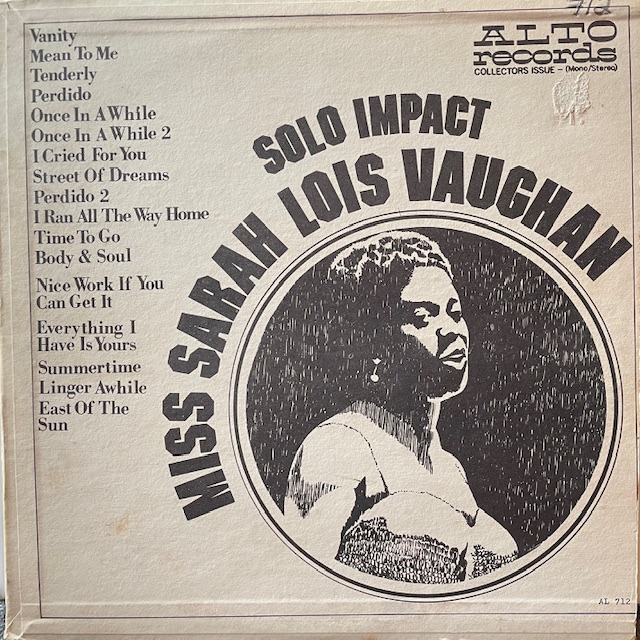 712
ALTO
records
COLLECTORS ISSUE - (Mono/Stereo)
Vanity
Mean To Me
Tenderly
Perdido
Once In A While
Once In A While 2
I Cried For You
Street Of Dreams
Perdido 2
I Ran All The Way Home
Time To Go
Body & Soul
Nice Work If You
Can Get It
Everything I
Have Is Yours
Summertime
Linger Awhile
East Of The
Sun
SOLO IMPACT
MISS SARAH LOIS VAUGHAN
AL 712